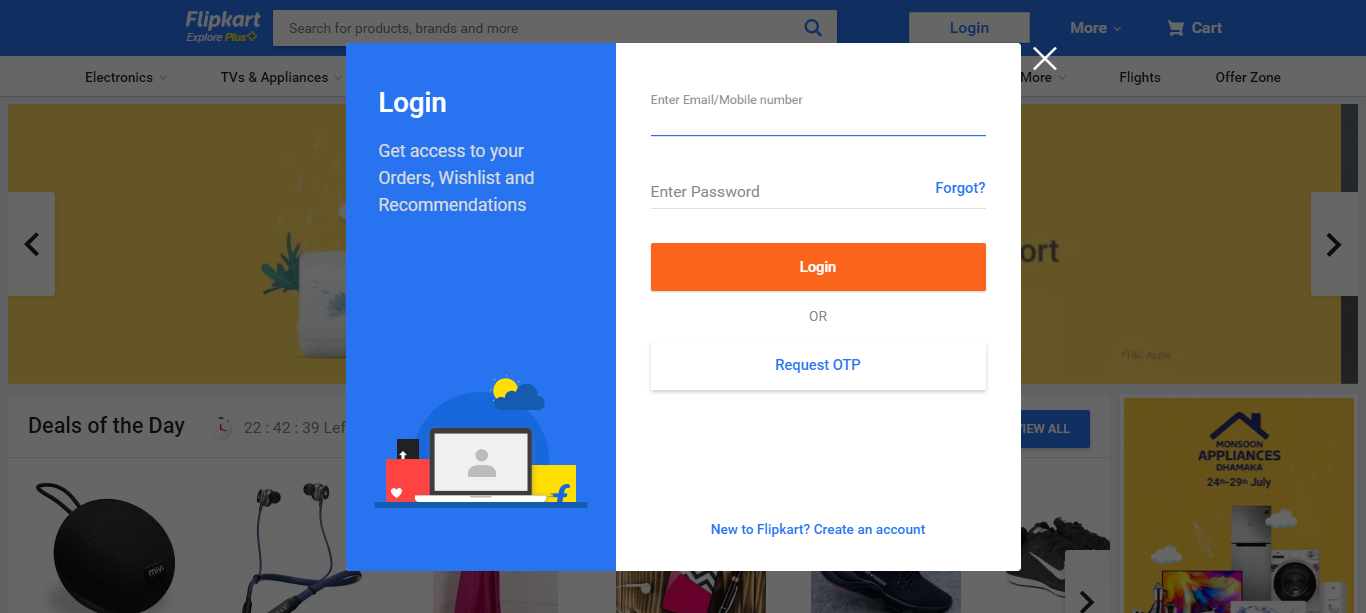 Flipkart
Explore Plus
Search for products, brands and more
Login
More
Cart
Electronics
TVs & Appliances
More
Flights
Offer Zone
Login
Get access to your
Orders, Wishlist and
Recommendations
Enter Email/Mobile number
Enter Password
Forgot?
Login
OR
Request OTP
New to Flipkart? Create an account
ort
*T&C Apply
Deals of the Day
22 : 42 : 39 Lef
VIEW ALL
MONSOON
APPLIANCES
DHAMAKA
24th-29th July
mivi